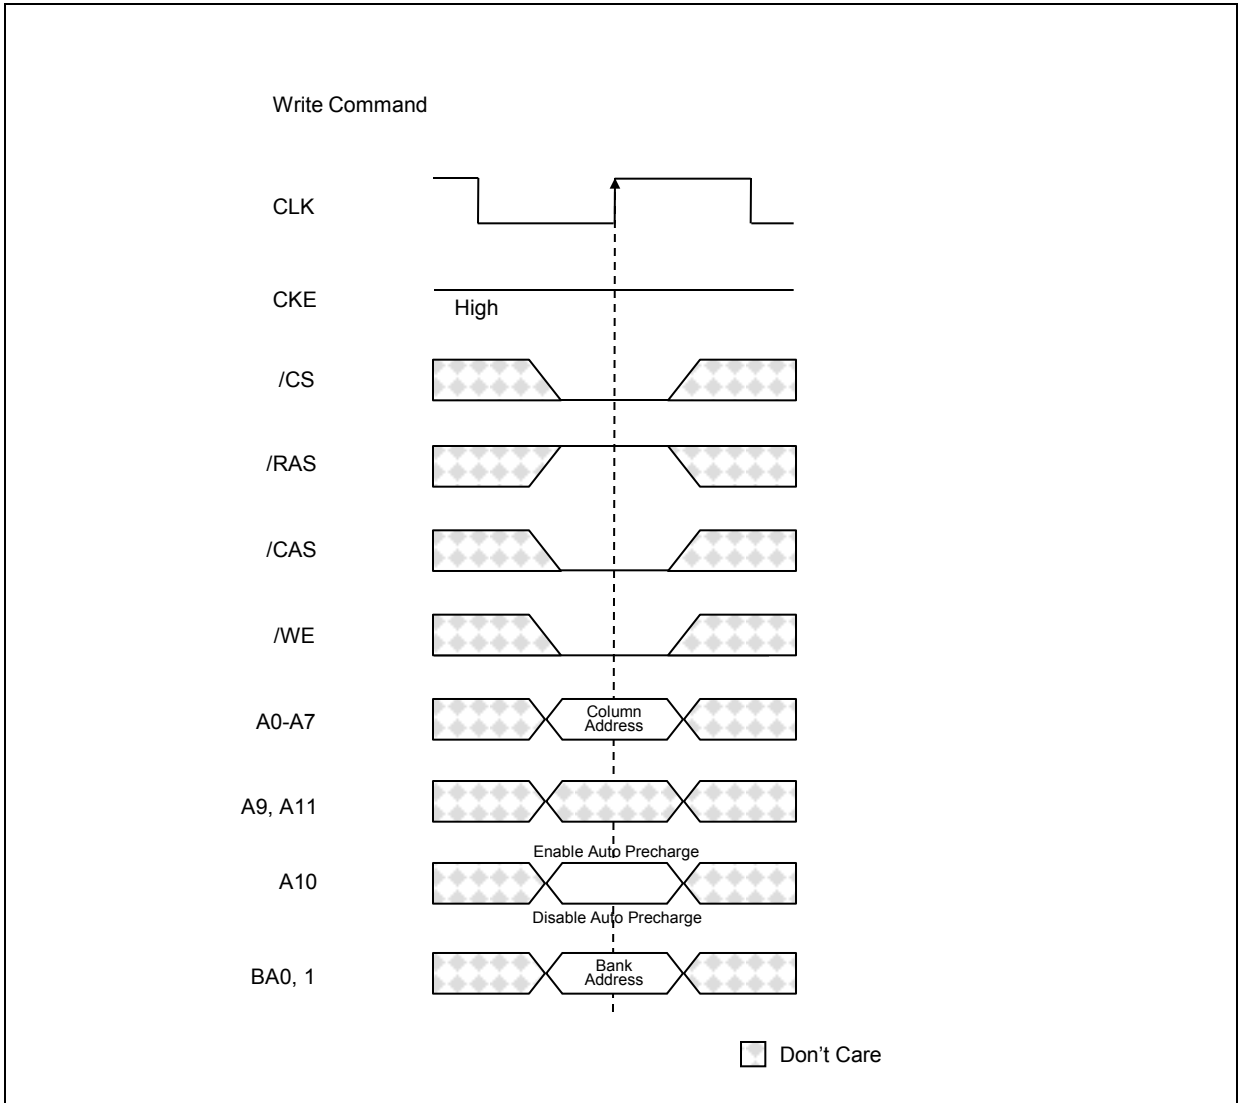 Write Command
CLK
CKE
High
/CS
/RAS
/CAS
/WE
A0-A7
Column
Address
A9, A11
Enable Auto Precharge
A10
Disable Auto Precharge
BA0, 1
Bank
Address
Don't Care